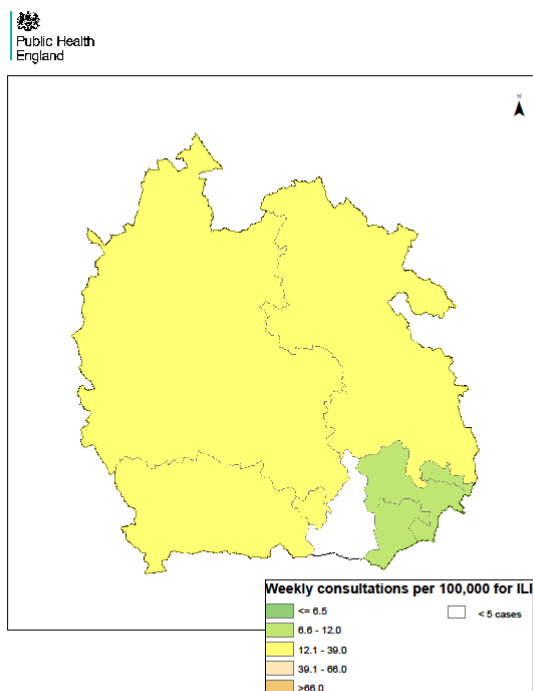 Public Health
England
N
Weekly consultations per 100,000 for ILI
<= 6.5
6.6 - 12.0
12.1 - 39.0
39.1 - 66.0
>66.0
< 5 cases